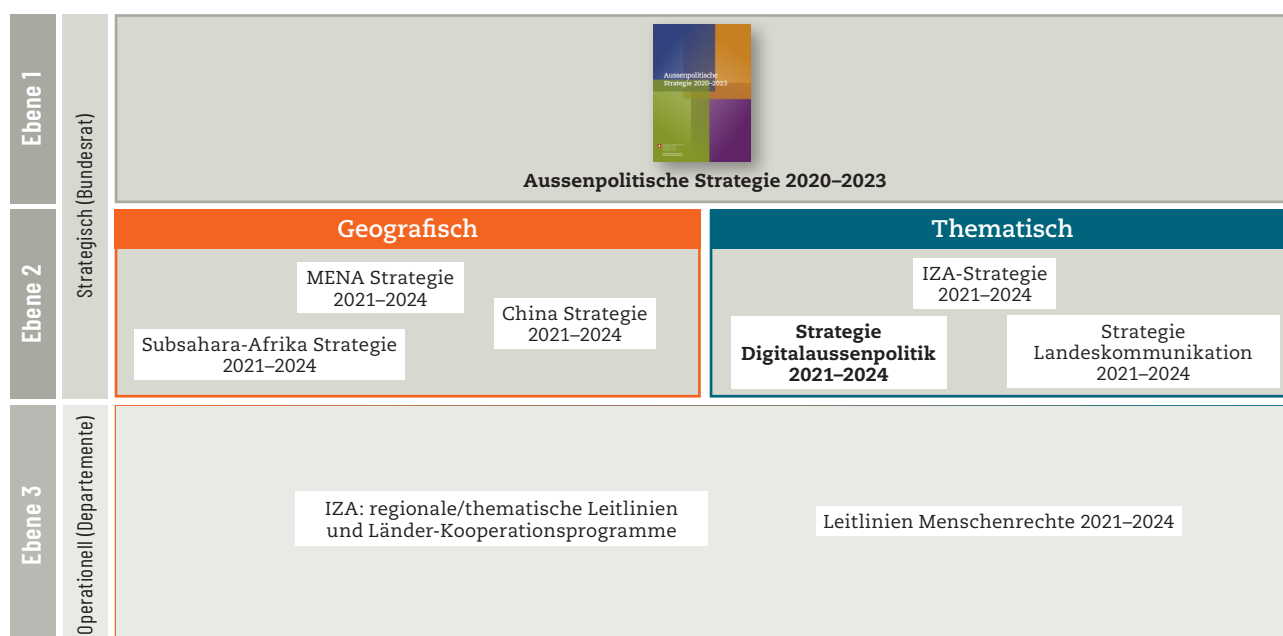 Ebene 1
Strategisch (Bundesrat)
Aussenpolitische
Strategie 2020–2023
Aussenpolitische Strategie 2020–2023
Ebene 2
Geografisch
MENA Strategie
2021–2024
China Strategie
2021–2024
Subsahara-Afrika Strategie
2021–2024
Thematisch
IZA-Strategie
2021–2024
Strategie
Digitalaussenpolitik
2021–2024
Strategie
Landeskommunikation
2021–2024
Ebene 3
Operationell (Departemente)
IZA: regionale/thematische Leitlinien
und Länder-Kooperationsprogramme
Leitlinien Menschenrechte 2021–2024